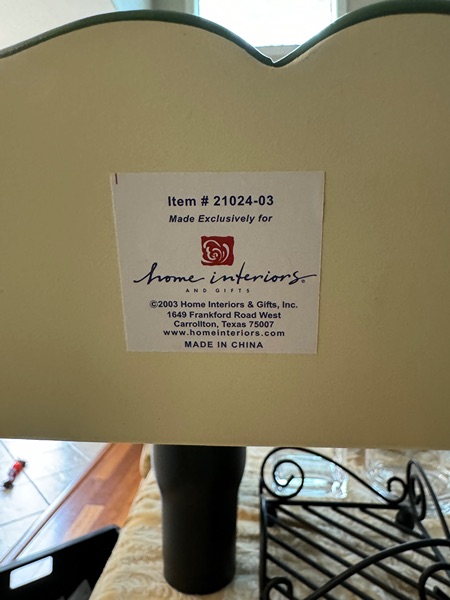 Item # 21024-03
Made Exclusively for
home interiors®
AND GIFTS
©2003 Home Interiors & Gifts, Inc.
1649 Frankford Road West
Carrollton, Texas 75007
www.homeinteriors.com
MADE IN CHINA